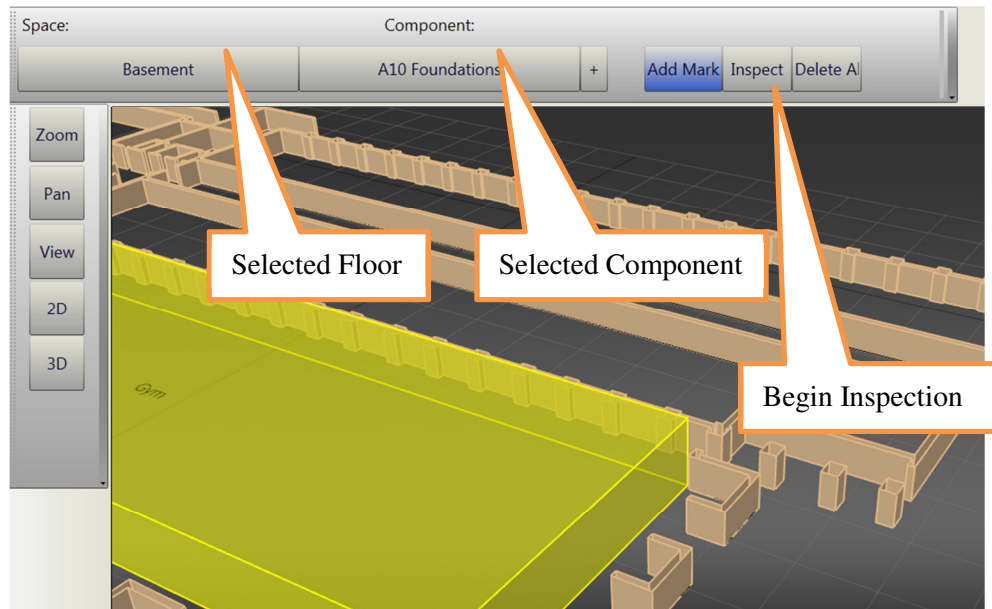 Space: Component:
Basement A10 Foundations + Add Mark Inspect Delete Al
Zoom
Pan
View
2D
3D
Selected Floor
Selected Component
Begin Inspection
Gym